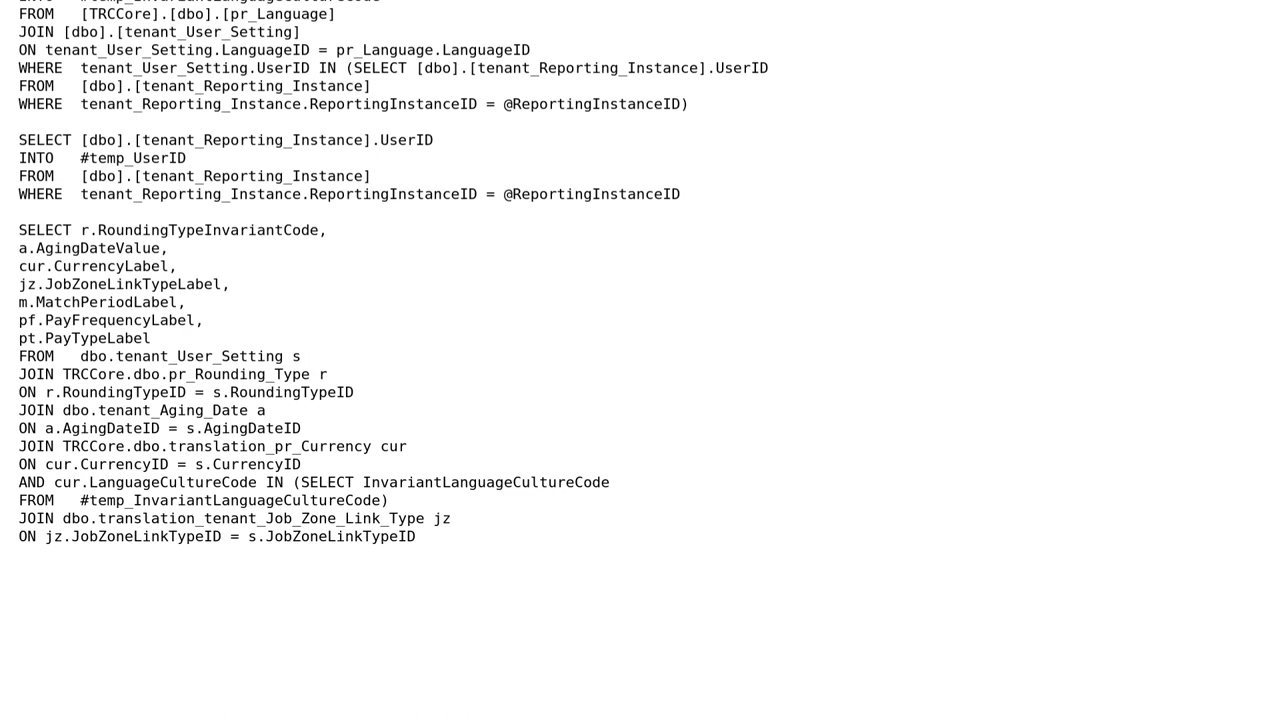 FROM   [TRCCore].[dbo].[pr_Language]
JOIN [dbo].[tenant_User_Setting]
ON tenant_User_Setting.LanguageID = pr_Language.LanguageID
WHERE  tenant_User_Setting.UserID IN (SELECT [dbo].[tenant_Reporting_Instance].UserID
FROM   [dbo].[tenant_Reporting_Instance]
WHERE  tenant_Reporting_Instance.ReportingInstanceID = @ReportingInstanceID)

SELECT [dbo].[tenant_Reporting_Instance].UserID
INTO   #temp_UserID
FROM   [dbo].[tenant_Reporting_Instance]
WHERE  tenant_Reporting_Instance.ReportingInstanceID = @ReportingInstanceID

SELECT r.RoundingTypeInvariantCode,
a.AgingDateValue,
cur.CurrencyLabel,
jz.JobZoneLinkTypeLabel,
m.MatchPeriodLabel,
pf.PayFrequencyLabel,
pt.PayTypeLabel
FROM   dbo.tenant_User_Setting s
JOIN TRCCore.dbo.pr_Rounding_Type r
ON r.RoundingTypeID = s.RoundingTypeID
JOIN dbo.tenant_Aging_Date a
ON a.AgingDateID = s.AgingDateID
JOIN TRCCore.dbo.translation_pr_Currency cur
ON cur.CurrencyID = s.CurrencyID
AND cur.LanguageCultureCode IN (SELECT InvariantLanguageCultureCode
FROM   #temp_InvariantLanguageCultureCode)
JOIN dbo.translation_tenant_Job_Zone_Link_Type jz
ON jz.JobZoneLinkTypeID = s.JobZoneLinkTypeID